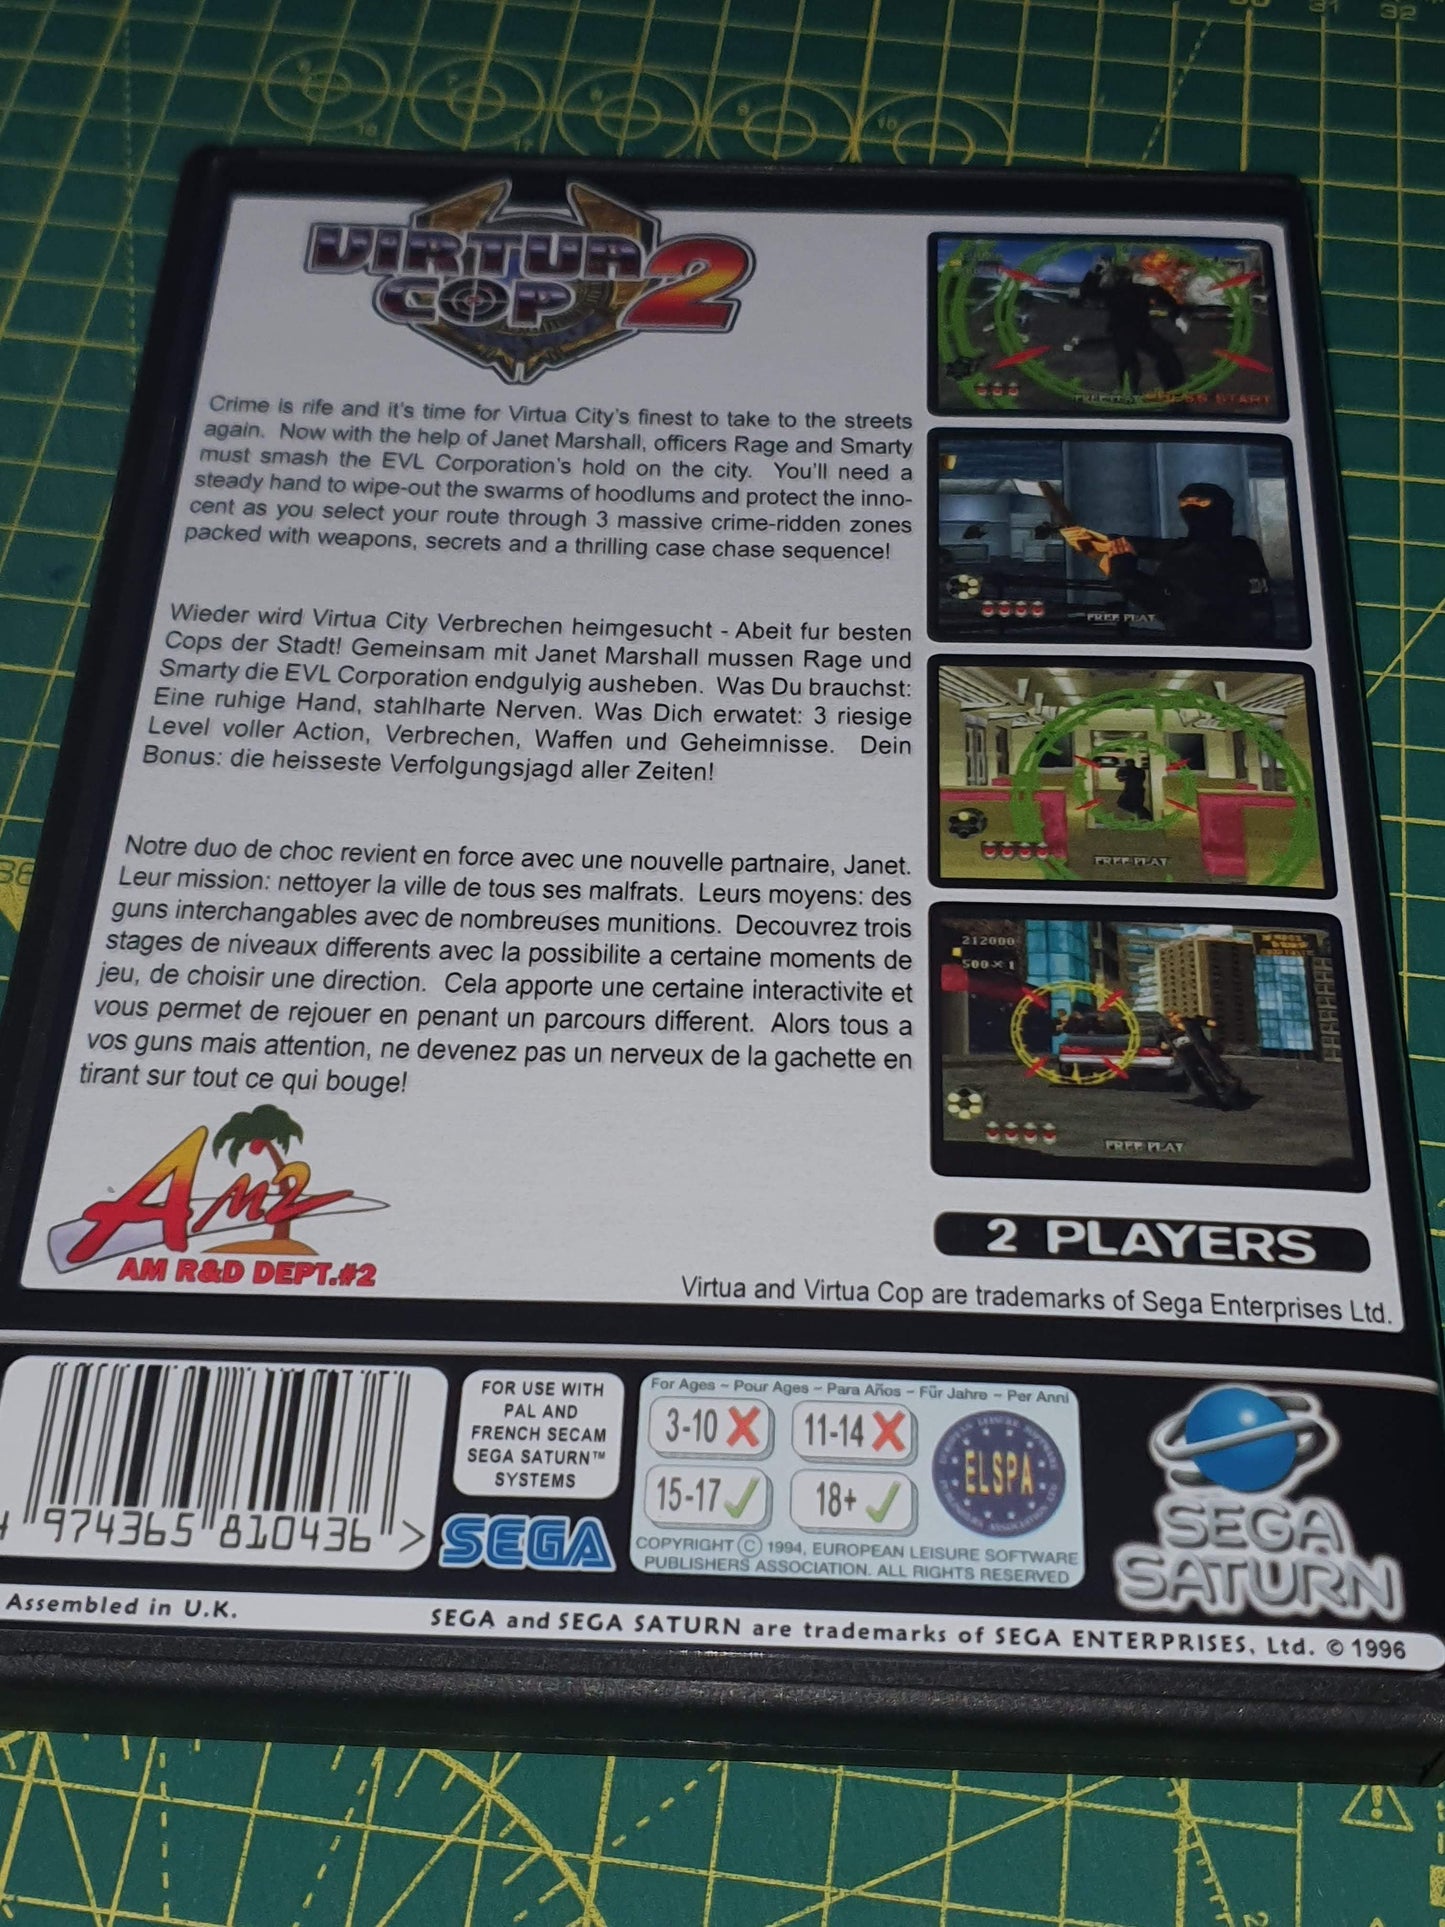 31 32
VIRTUA
COP 2
Crime is rife and it's time for Virtua City's finest to take to the streets
again. Now with the help of Janet Marshall, officers Rage and Smarty
must smash the EVL Corporation's hold on the city. You'll need a
steady hand to wipe-out the swarms of hoodlums and protect the inno-
cent as you select your route through 3 massive crime-ridden zones
packed with weapons, secrets and a thrilling case chase sequence!
Wieder wird Virtua City Verbrechen heimgesucht - Abeit fur besten
Cops der Stadt! Gemeinsam mit Janet Marshall mussen Rage und
Smarty die EVL Corporation endgulyig ausheben. Was Du brauchst:
Eine ruhige Hand, stahlharte Nerven. Was Dich erwatet: 3 riesige
Level voller Action, Verbrechen, Waffen und Geheimnisse. Dein
Bonus: die heisseste Verfolgungsjagd aller Zeiten!
Notre duo de choc revient en force avec une nouvelle partnaire, Janet.
Leur mission: nettoyer la ville de tous ses malfrats. Leurs moyens: des
guns interchangables avec de nombreuses munitions. Decouvrez trois
stages de niveaux differents avec la possibilite a certaine moments de
jeu, de choisir une direction. Cela apporte une certaine interactivite et
vous permet de rejouer en penant un parcours different. Alors tous a
vos guns mais attention, ne devenez pas un nerveux de la gachette en
tirant sur tout ce qui bouge!
FREE PLAY PRESS START
FREE PLAY
FREE PLAY
212000
500×1
FREE PLAY
AM2
AM R&D DEPT.#2
2 PLAYERS
Virtua and Virtua Cop are trademarks of Sega Enterprises Ltd.
974365 810436 >
FOR USE WITH
PAL AND
FRENCH SECAM
SEGA SATURN™
SYSTEMS
SEGA
For Ages – Pour Ages – Para Años – Für Jahre – Per Anni
3-10 11-14
15-17 18+
ELSPA
COPYRIGHT © 1994, EUROPEAN LEISURE SOFTWARE
PUBLISHERS ASSOCIATION. ALL RIGHTS RESERVED
SEGA
SATURN
Assembled in U.K.
SEGA and SEGA SATURN are trademarks of SEGA ENTERPRISES, Ltd. © 1996